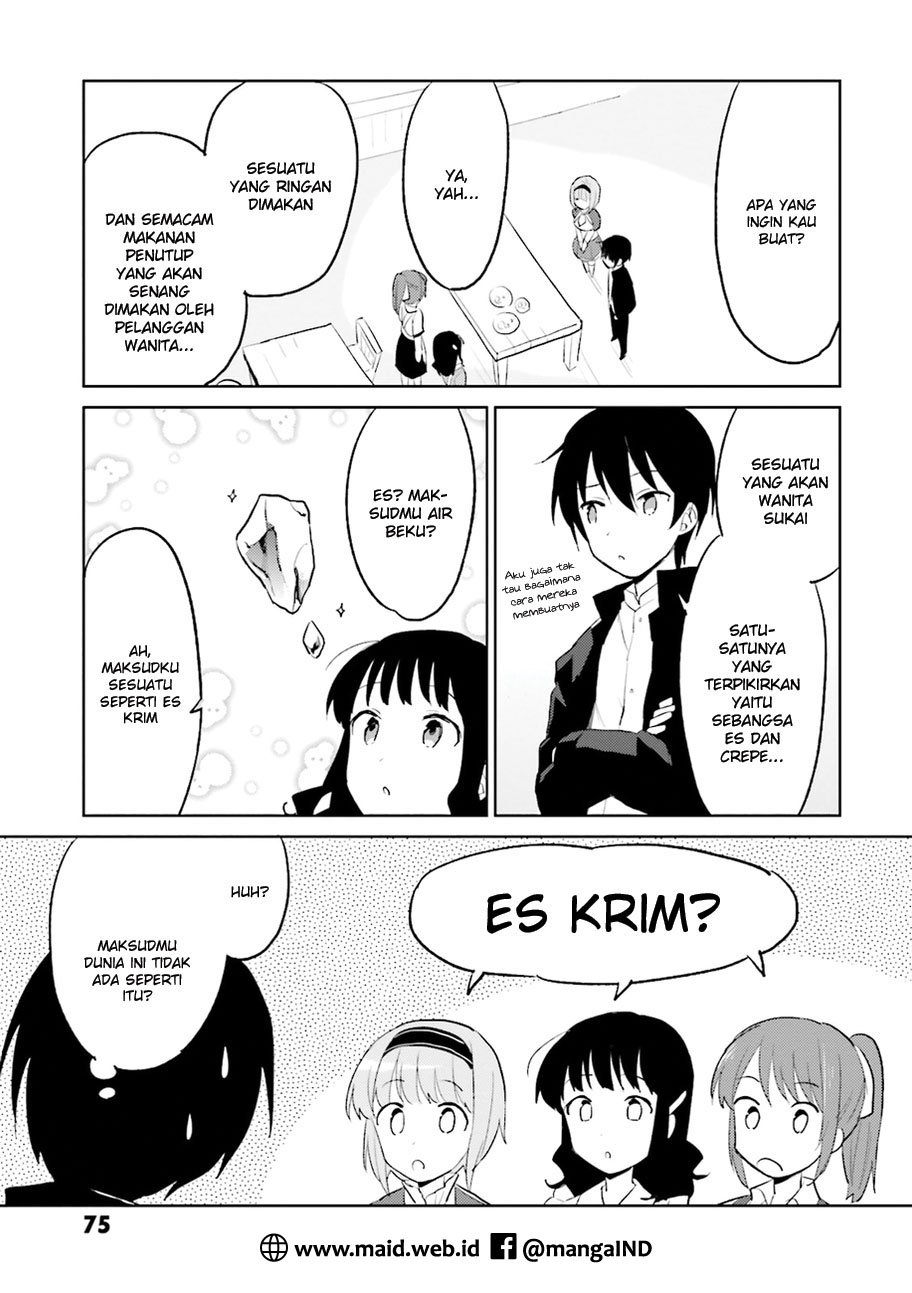 APA YANG
INGIN KAU
BUAT?
YA,
YAH...
SESUATU
YANG RINGAN
DIMAKAN
DAN SEMACAM
MAKANAN
PENUTUP
YANG AKAN
SENANG
DIMAKAN OLEH
PELANGGAN
WANITA...
SESUATU
YANG AKAN
WANITA
SUKAI
SATU-
SATUNYA
YANG
TERPIKIRKAN
YAITU
SEBANGSA
ES DAN
CREPE...
Aku juga tak
tau bagaimana
cara mereka
membuatnya
ES? MAK-
SUDMU AIR
BEKU?
AH,
MAKSUDKU
SESUATU
SEPERTI ES
KRIM
ES KRIM?
HUH?
MAKSUDMU
DUNIA INI TIDAK
ADA SEPERTI
ITU?
75
www.maid.web.id @mangaIND